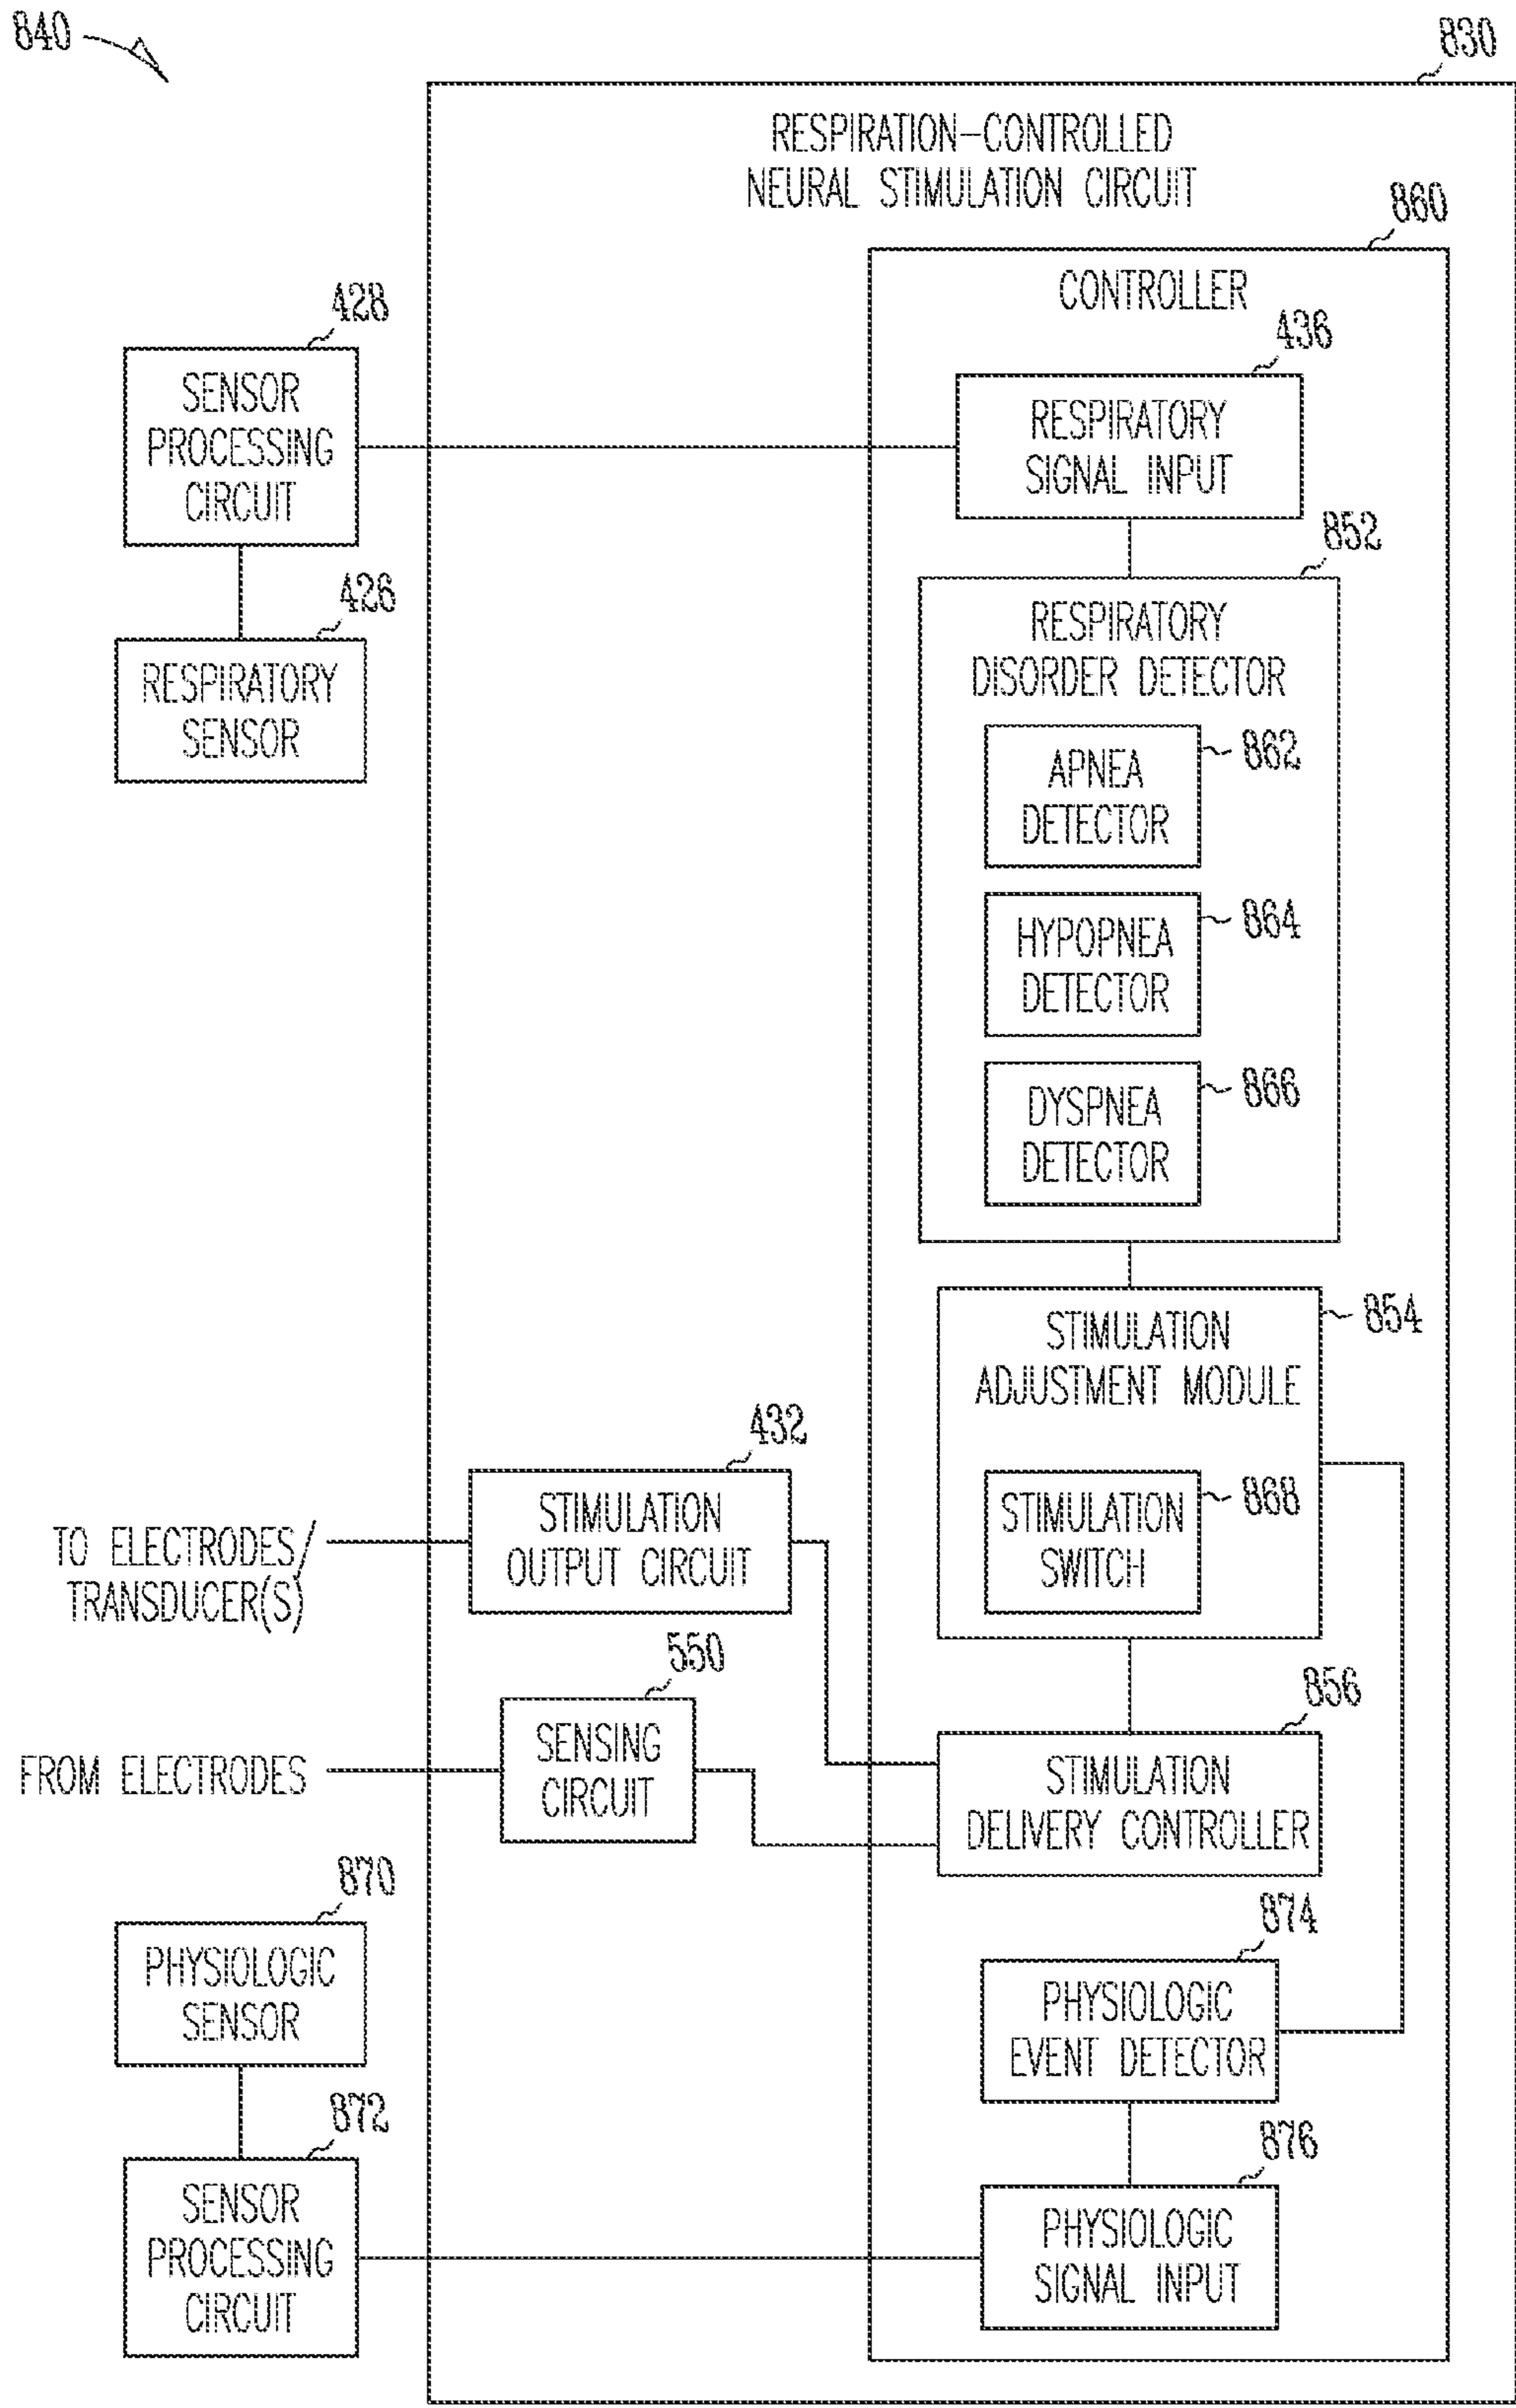 840
830
RESPIRATION-CONTROLLED
NEURAL STIMULATION CIRCUIT
860
CONTROLLER
428
SENSOR
PROCESSING
CIRCUIT
436
RESPIRATORY
SIGNAL INPUT
426
RESPIRATORY
SENSOR
852
RESPIRATORY
DISORDER DETECTOR
APNEA
DETECTOR
862
HYPOPNEA
DETECTOR
864
DYSPNEA
DETECTOR
866
STIMULATION
ADJUSTMENT MODULE
854
STIMULATION
SWITCH
868
432
STIMULATION
OUTPUT CIRCUIT
TO ELECTRODES/
TRANSDUCER(S)
550
SENSING
CIRCUIT
FROM ELECTRODES
856
STIMULATION
DELIVERY CONTROLLER
870
PHYSIOLOGIC
SENSOR
874
PHYSIOLOGIC
EVENT DETECTOR
872
SENSOR
PROCESSING
CIRCUIT
876
PHYSIOLOGIC
SIGNAL INPUT